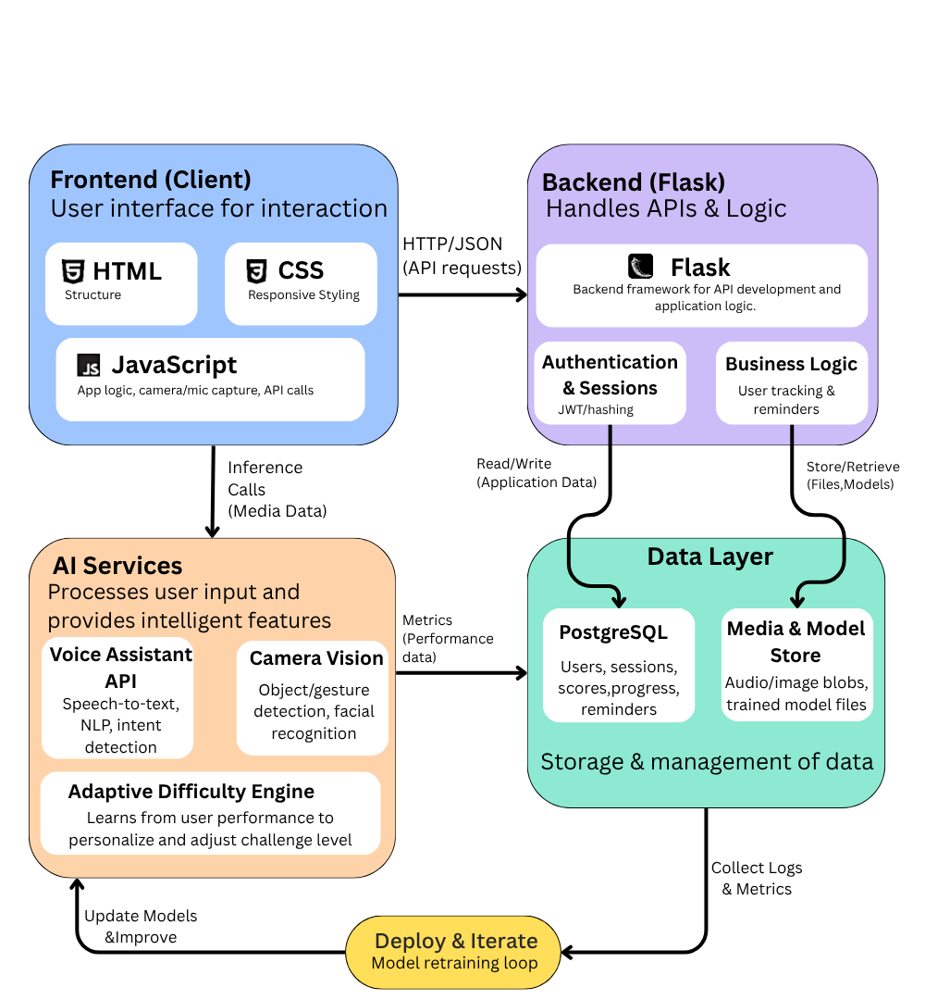 Frontend (Client)
User interface for interaction
HTML
Structure
CSS
Responsive Styling
JS
JavaScript
App logic, camera/mic capture, API calls
HTTP/JSON
(API requests)
Backend (Flask)
Handles APIs & Logic
Flask
Backend framework for API development and
application logic.
Authentication
& Sessions
JWT/hashing
Business Logic
User tracking &
reminders
Inference
Calls
(Media Data)
Read/Write
(Application Data)
Store/Retrieve
(Files,Models)
AI Services
Processes user input and
provides intelligent features
Voice Assistant
API
Speech-to-text,
NLP, intent
detection
Camera Vision
Object/gesture
detection, facial
recognition
Adaptive Difficulty Engine
Learns from user performance to
personalize and adjust challenge level
Metrics
(Performance
data)
Data Layer
PostgreSQL
Users, sessions,
scores,progress,
reminders
Media & Model
Store
Audio/image blobs,
trained model files
Storage & management of data
Collect Logs
& Metrics
Update Models
&Improve
Deploy & Iterate
Model retraining loop